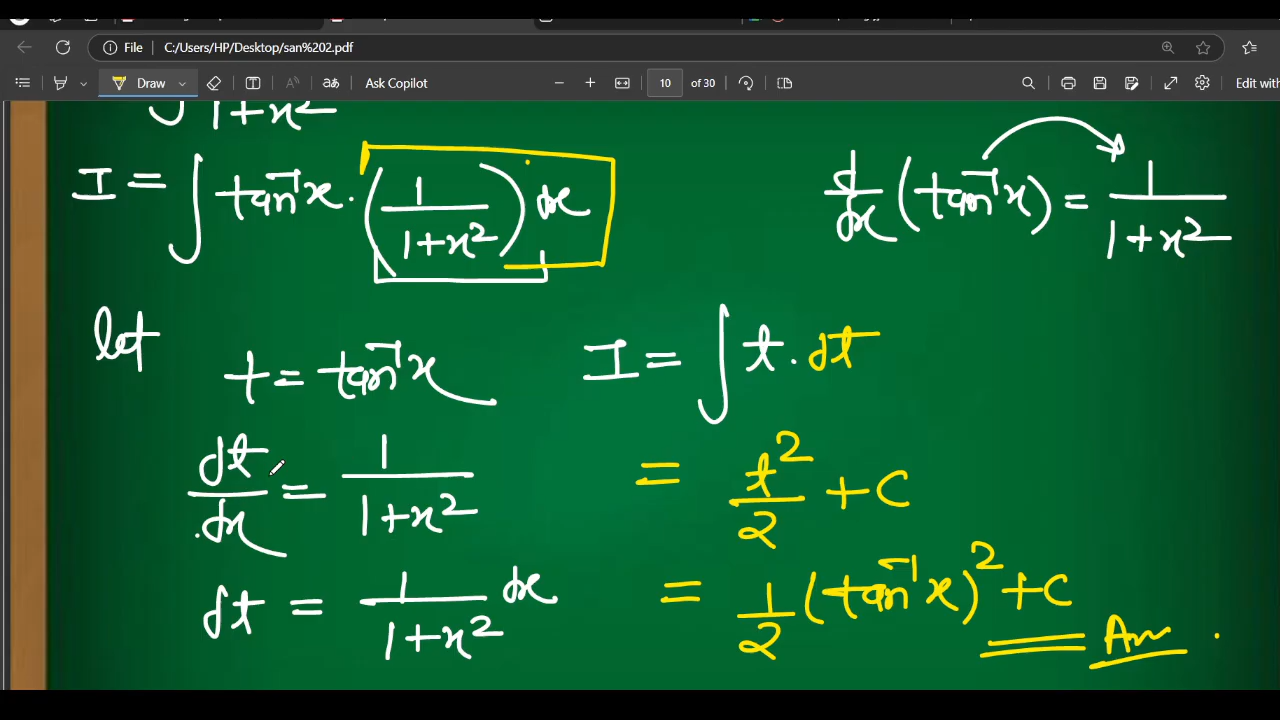 File C:/Users/HP/Desktop/san%202.pdf
Draw Ask Copilot 10 of 30 Edit with
∫ 1+x²
I = ∫ tan⁻¹x · (1/(1+x²)) dx
d/dx (tan⁻¹x) = 1/(1+x²)
let
t = tan⁻¹x
I = ∫ t · dt
dt/dx = 1/(1+x²)
= t²/2 + C
dt = 1/(1+x²) dx
= 1/2 (tan⁻¹x)² + C Ans